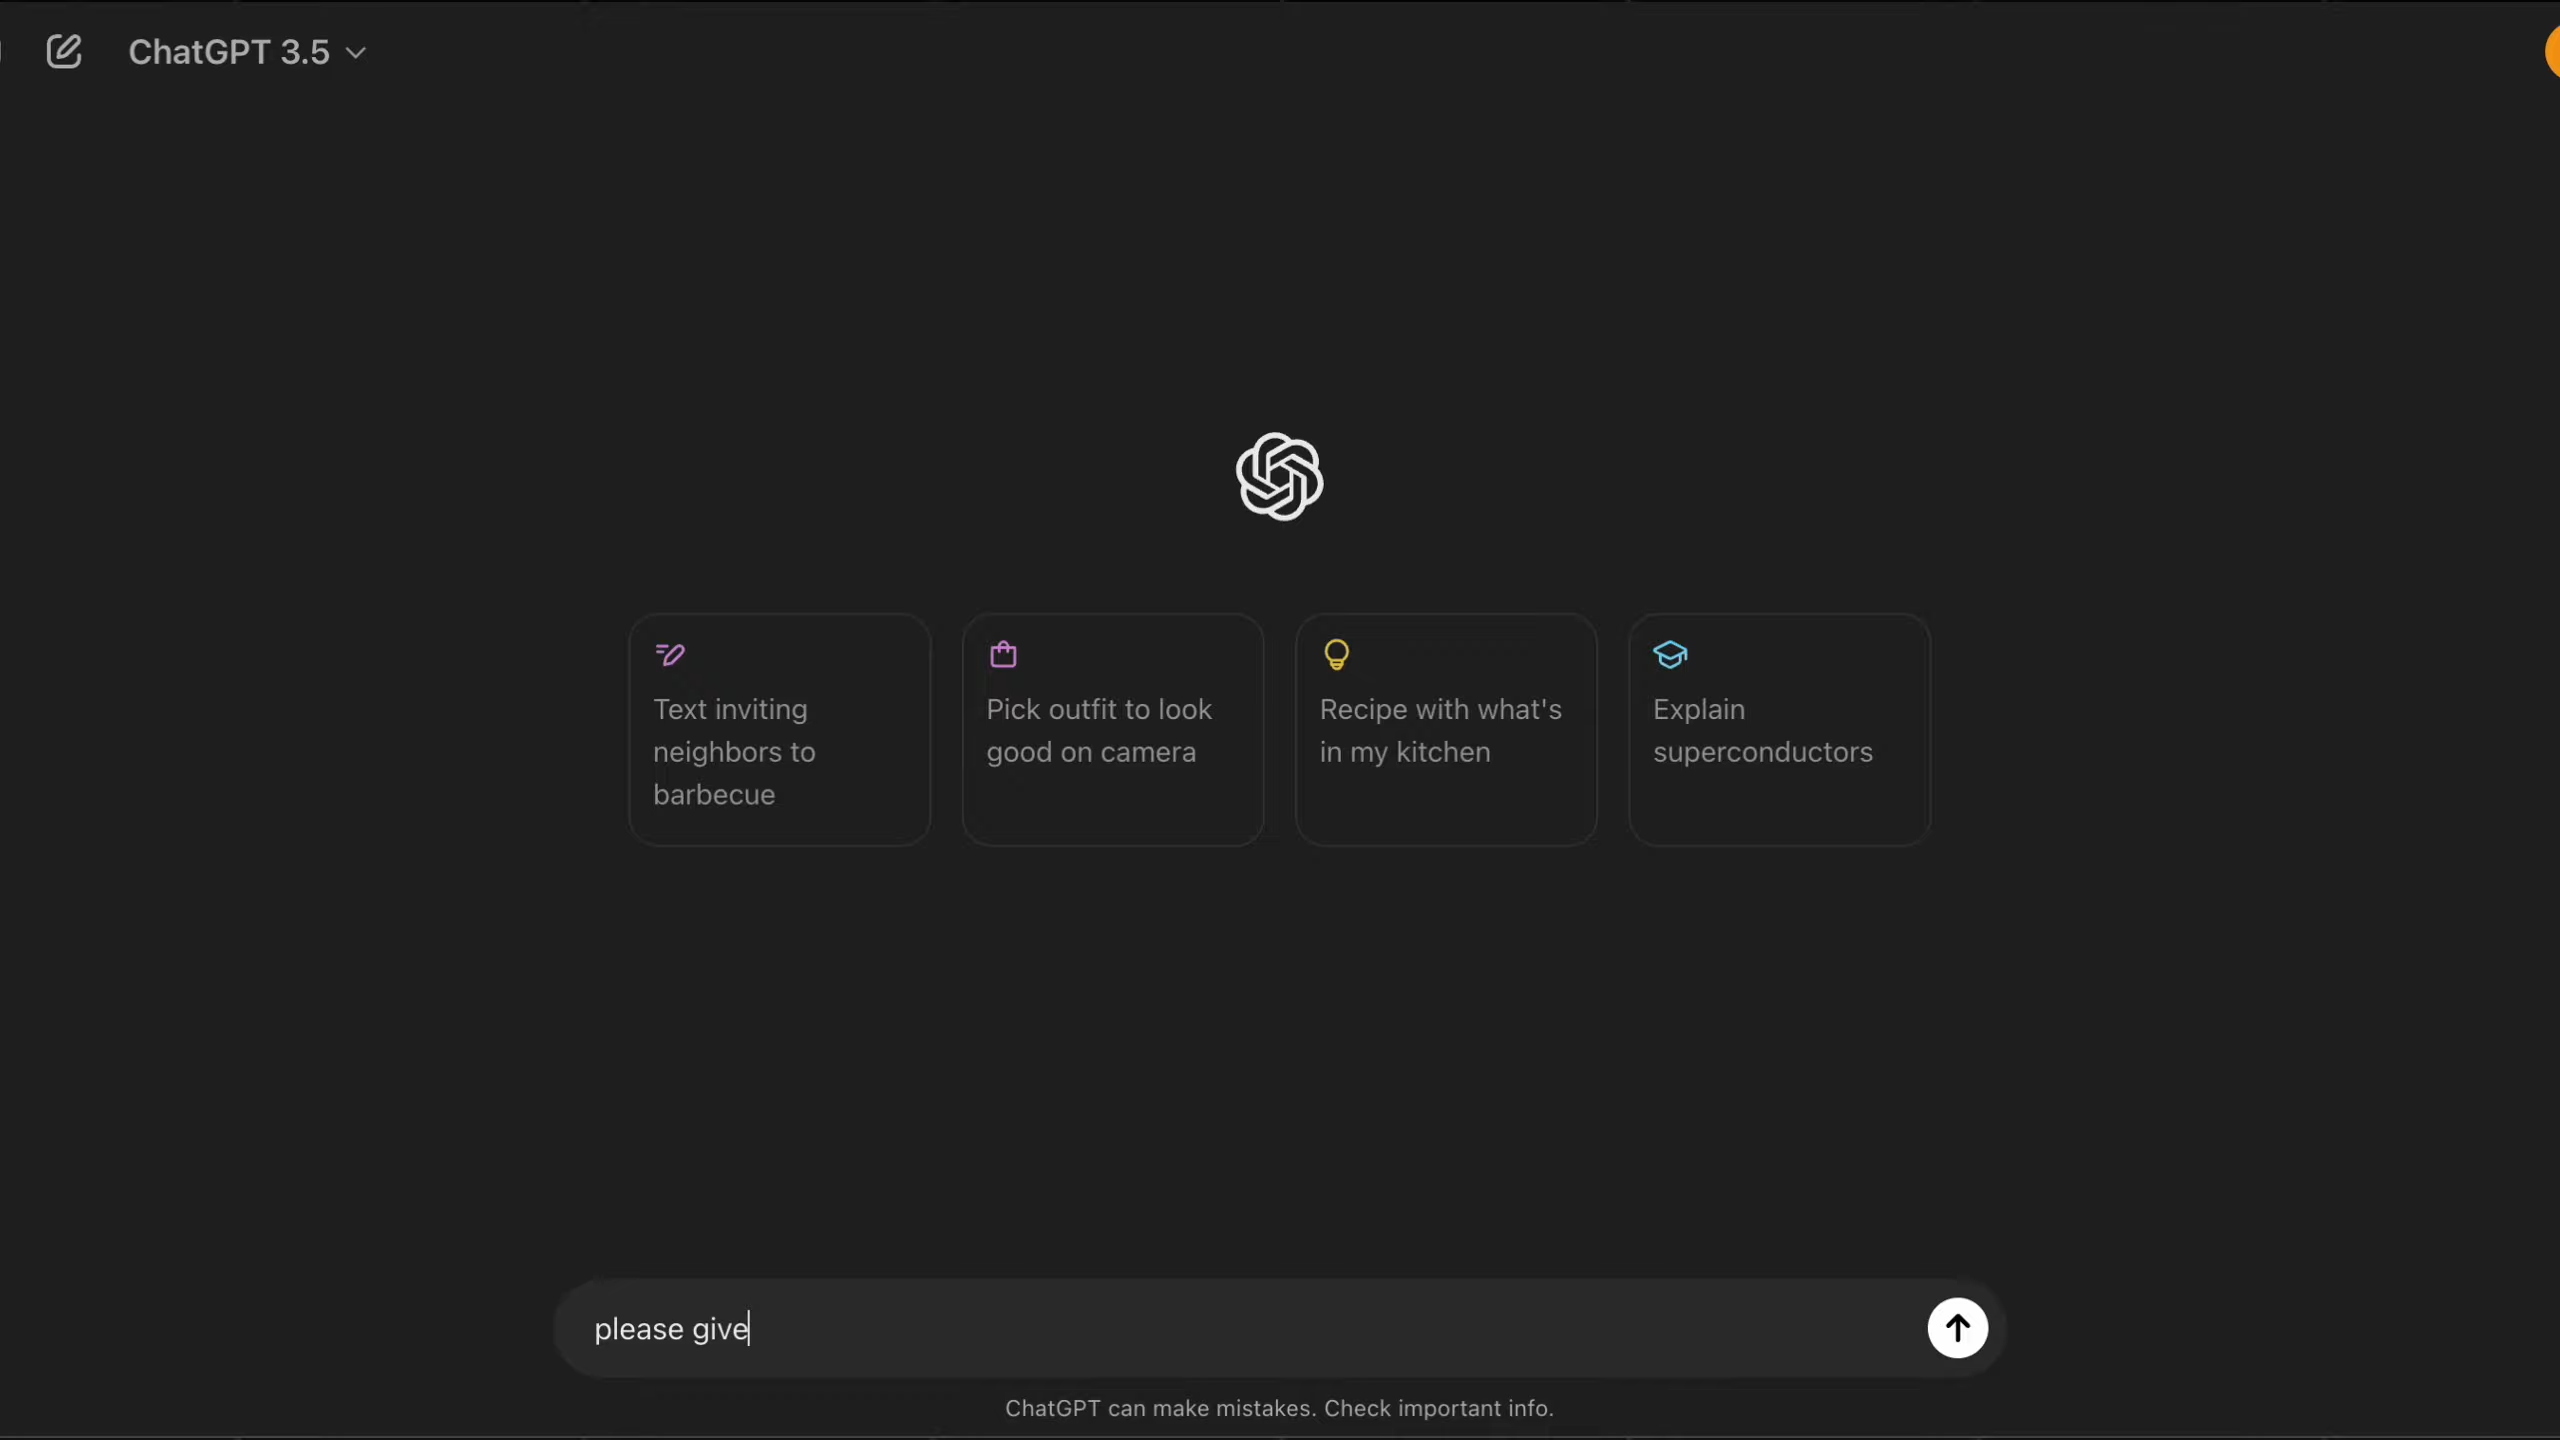 ChatGPT 3.5
Text inviting
neighbors to
barbecue
Pick outfit to look
good on camera
Recipe with what's
in my kitchen
Explain
superconductors
please give
ChatGPT can make mistakes. Check important info.